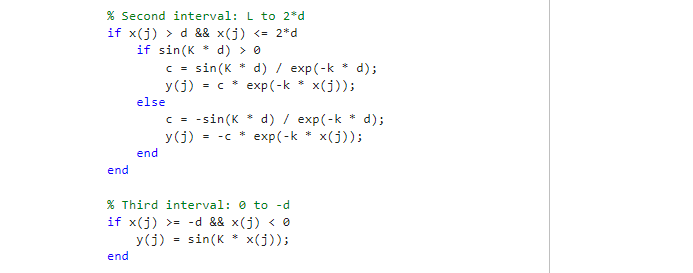 % Second interval: L to 2*d
if x(j) > d && x(j) <= 2*d
if sin(K * d) > 0
c = sin(K * d) / exp(-k * d);
y(j) = c * exp(-k * x(j));
else
c = -sin(K * d) / exp(-k * d);
y(j) = -c * exp(-k * x(j));
end
end
% Third interval: 0 to -d
if x(j) >= -d && x(j) < 0
y(j) = sin(K * x(j));
end